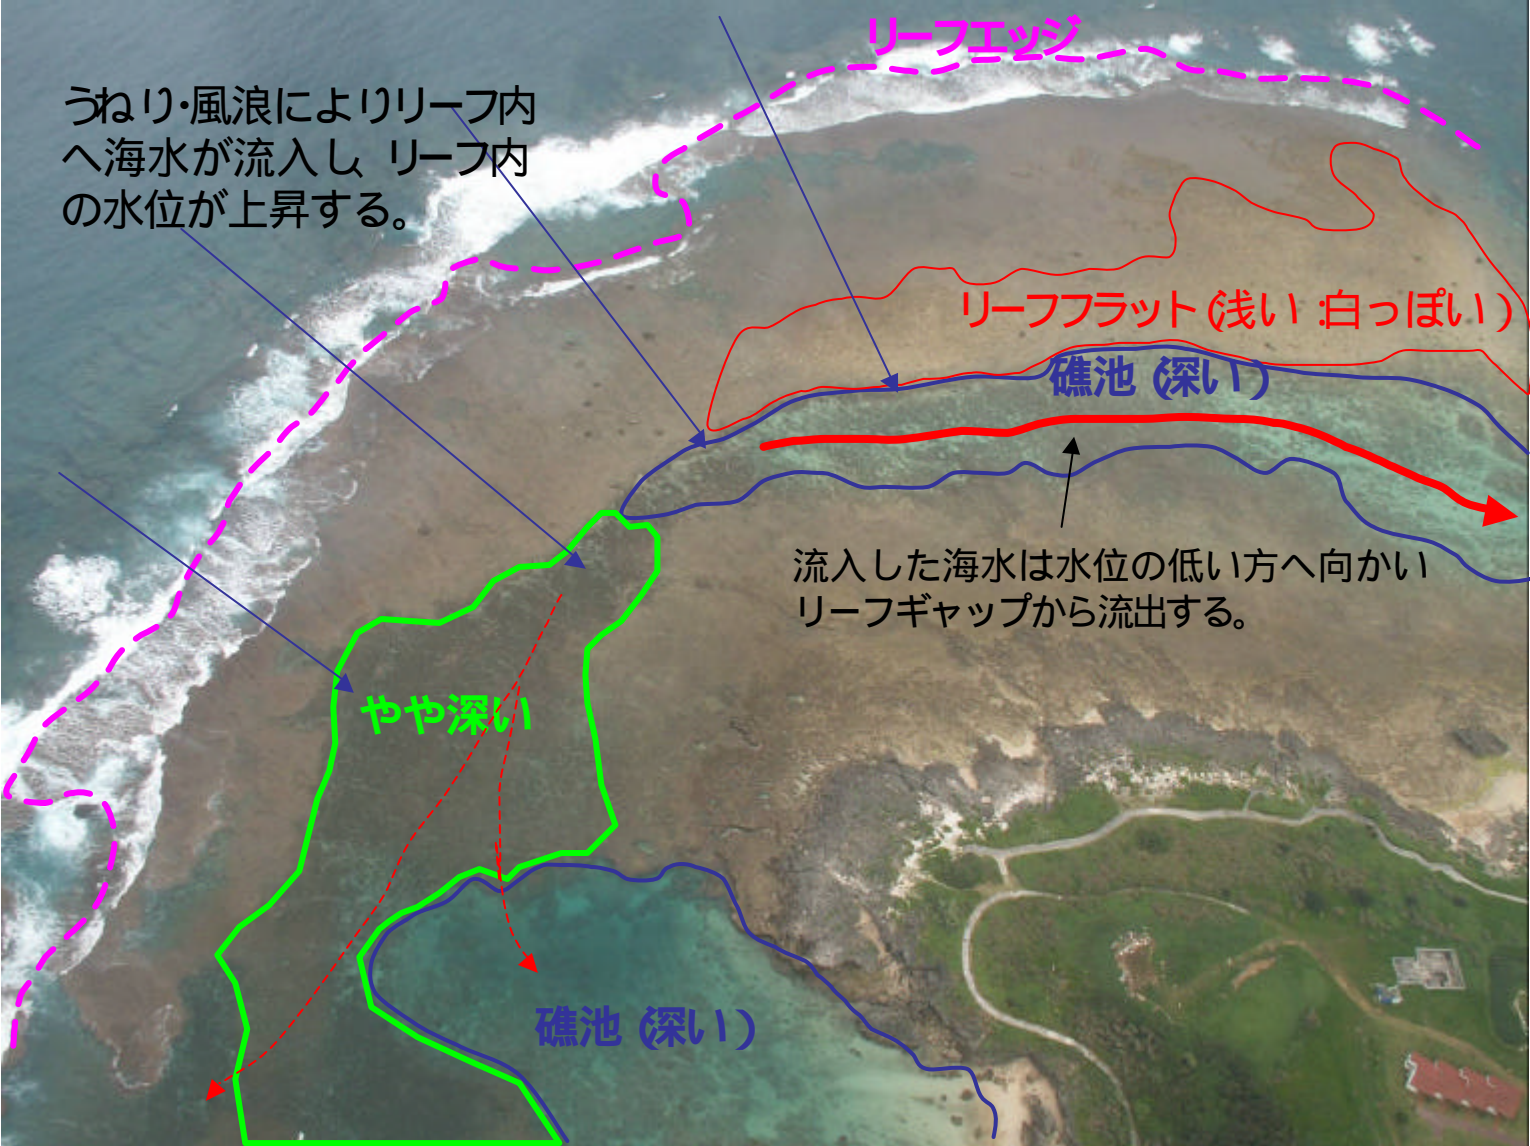 リーフエッジ
うねり・風浪によりリーフ内
へ海水が流入し、リーフ内
の水位が上昇する。
リーフフラット(浅い:白っぽい)
礁池(深い)
流入した海水は水位の低い方へ向かい
リーフギャップから流出する。
やや深い
礁池(深い)